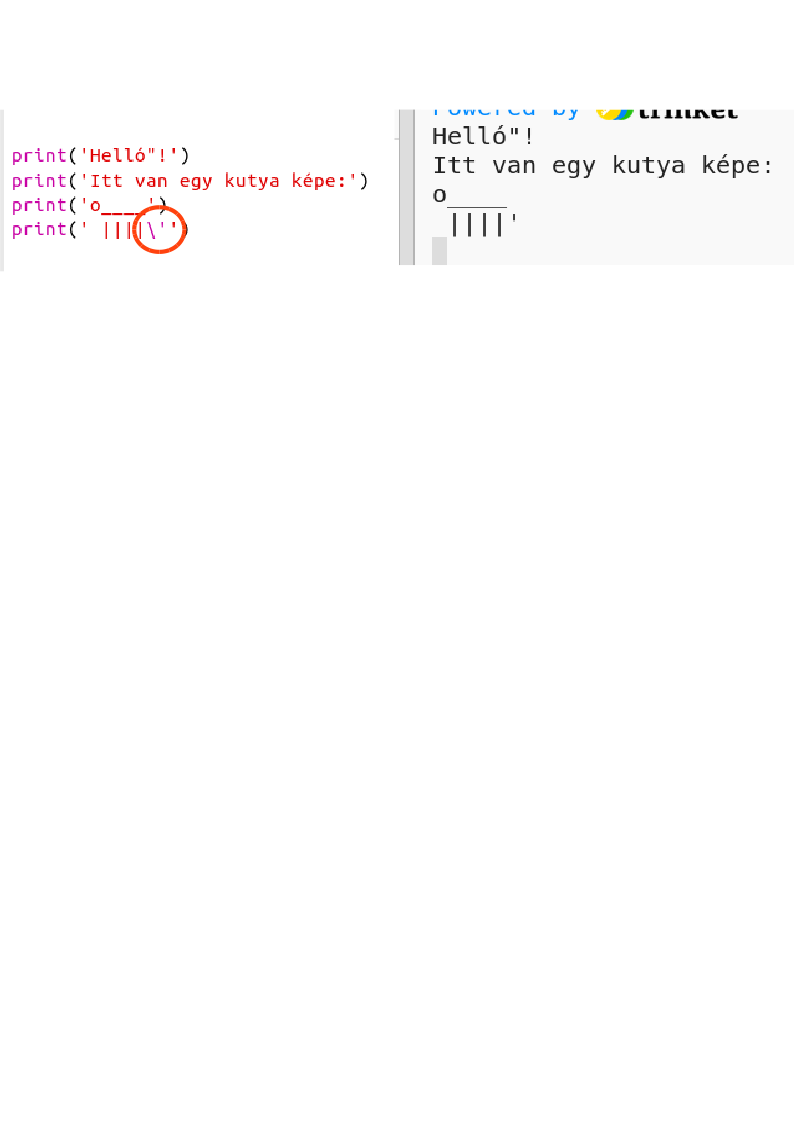 print('Helló"!')
print('Itt van egy kutya képe:')
print('o____')
print(' ||||\'')
Powered by trinket
Helló"!
Itt van egy kutya képe:
o____
 ||||'